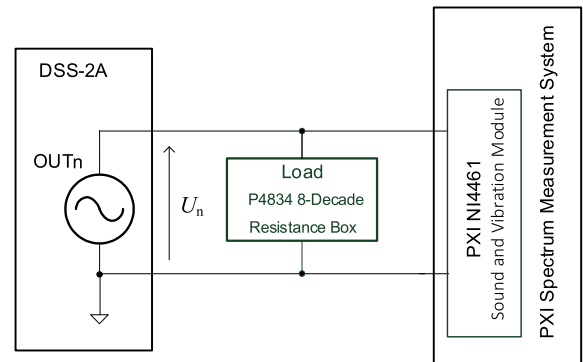 DSS-2A
OUTn
Un
Load
P4834 8-Decade
Resistance Box
PXI NI4461
Sound and Vibration Module
PXI Spectrum Measurement System